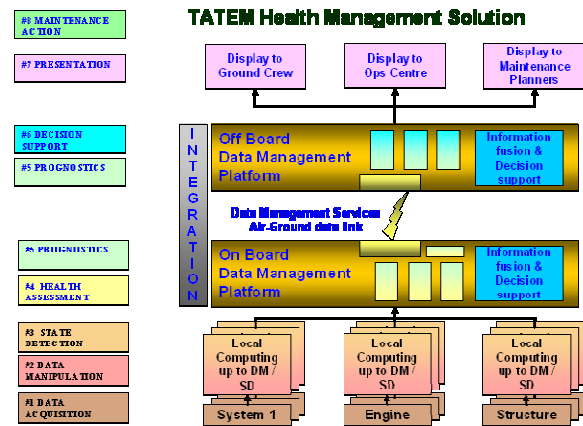 TATEM Health Management Solution
#8 MAINTENANCE
ACTION
#7 PRESENTATION
Display to
Ground Crew
Display to
Ops Centre
Display to
Maintenance
Planners
#6 DECISION
SUPPORT
#5 PROGNOSTICS
INTEGRATION
Off Board
Data Management
Platform
Information
fusion &
Decision
support
Data Management Services
Air-Ground data link
#5 PROGNOSTICS
#4 HEALTH
ASSESSMENT
On Board
Data Management
Platform
Information
fusion &
Decision
support
#3 STATE
DETECTION
#2 DATA
MANIPULATION
#1 DATA
ACQUISITION
Local
Computing
up to DM /
SD
Local
Computing
up to DM /
SD
Local
Computing
up to DM /
SD
System 1
Engine
Structure